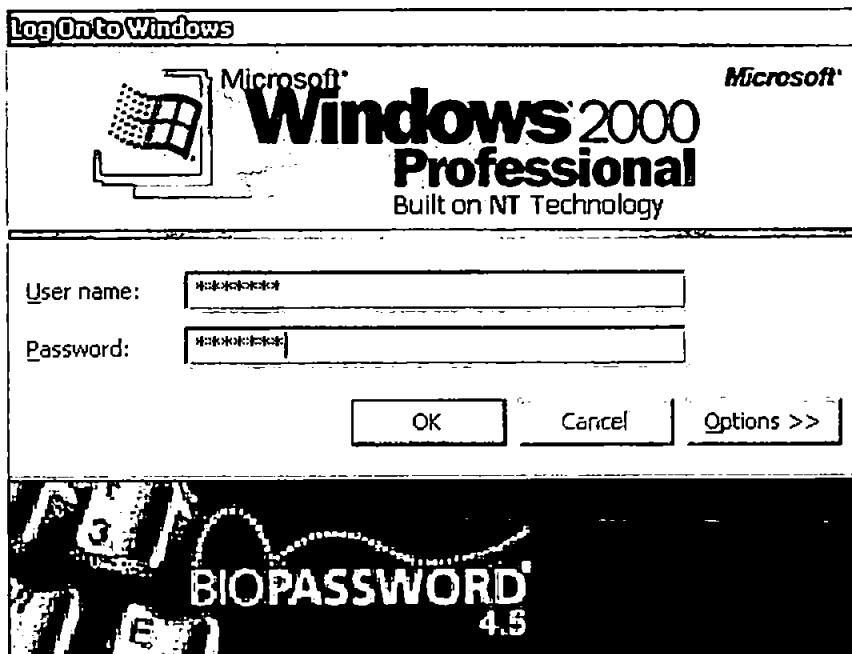 Log On to Windows
Microsoft®
Microsoft®
Windows 2000
Professional
Built on NT Technology
User name: *******
Password: ********
OK Cancel Options >>
3
E
BIOPASSWORD®
4.5